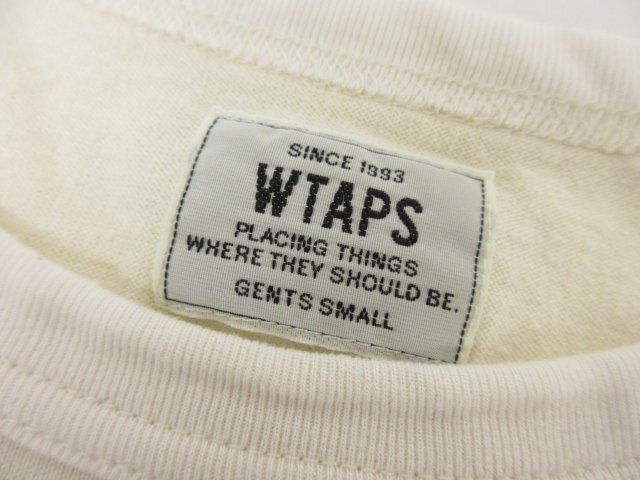 SINCE 1993
WTAPS
PLACING THINGS
WHERE THEY SHOULD BE.
GENTS SMALL